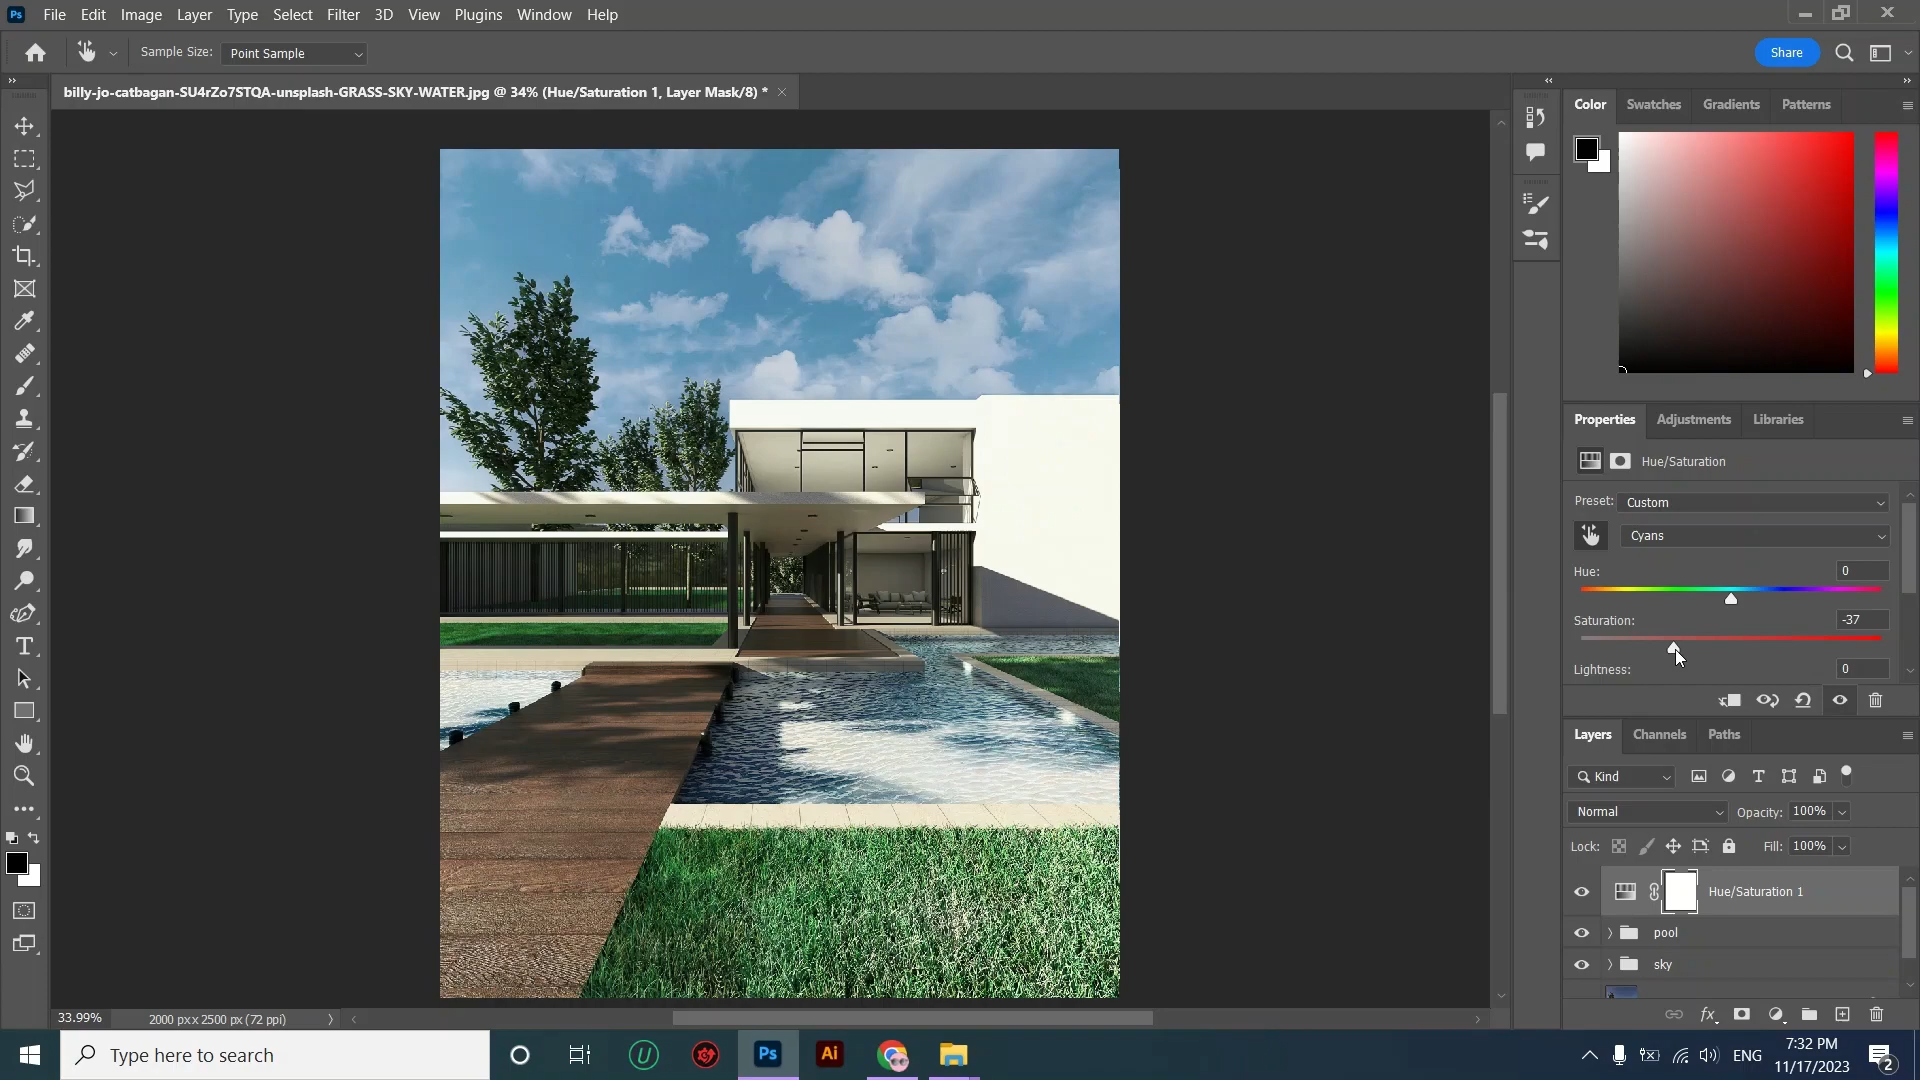 Ps File Edit Image Layer Type Select Filter 3D View Plugins Window Help
Sample Size: Point Sample Share
billy-jo-catbagan-SU4rZo7STQA-unsplash-GRASS-SKY-WATER.jpg @ 34% (Hue/Saturation 1, Layer Mask/8) *
Color Swatches Gradients Patterns
Properties Adjustments Libraries
Hue/Saturation
Preset: Custom
Cyans
Hue: 0
Saturation: -37
Lightness: 0
Layers Channels Paths
Kind
Normal Opacity: 100%
Lock: Fill: 100%
Hue/Saturation 1
pool
sky
33.99% 2000 px x 2500 px (72 ppi)
Type here to search
Ps Ai
ENG
7:32 PM
11/17/2023
2